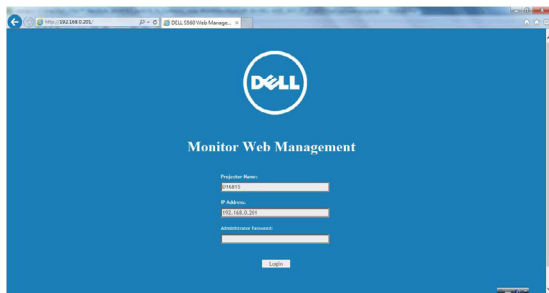 http://192.168.0.201/
DELL S560 Web Manage...
DELL
Monitor Web Management
Projector Name:
D16815
IP Address:
192.168.0.201
Administrator Password:
Login